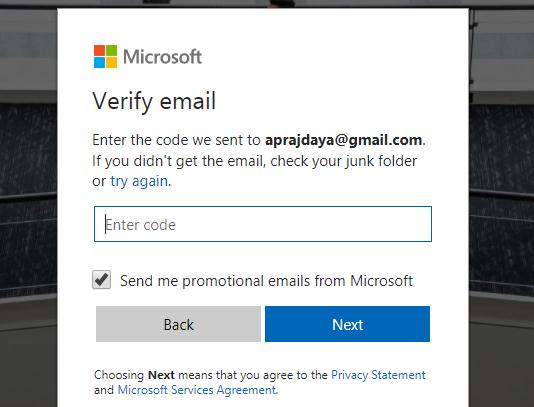 Microsoft
Verify email
Enter the code we sent to aprajdaya@gmail.com.
If you didn't get the email, check your junk folder
or try again.
Enter code
Send me promotional emails from Microsoft
Back
Next
Choosing Next means that you agree to the Privacy Statement
and Microsoft Services Agreement.